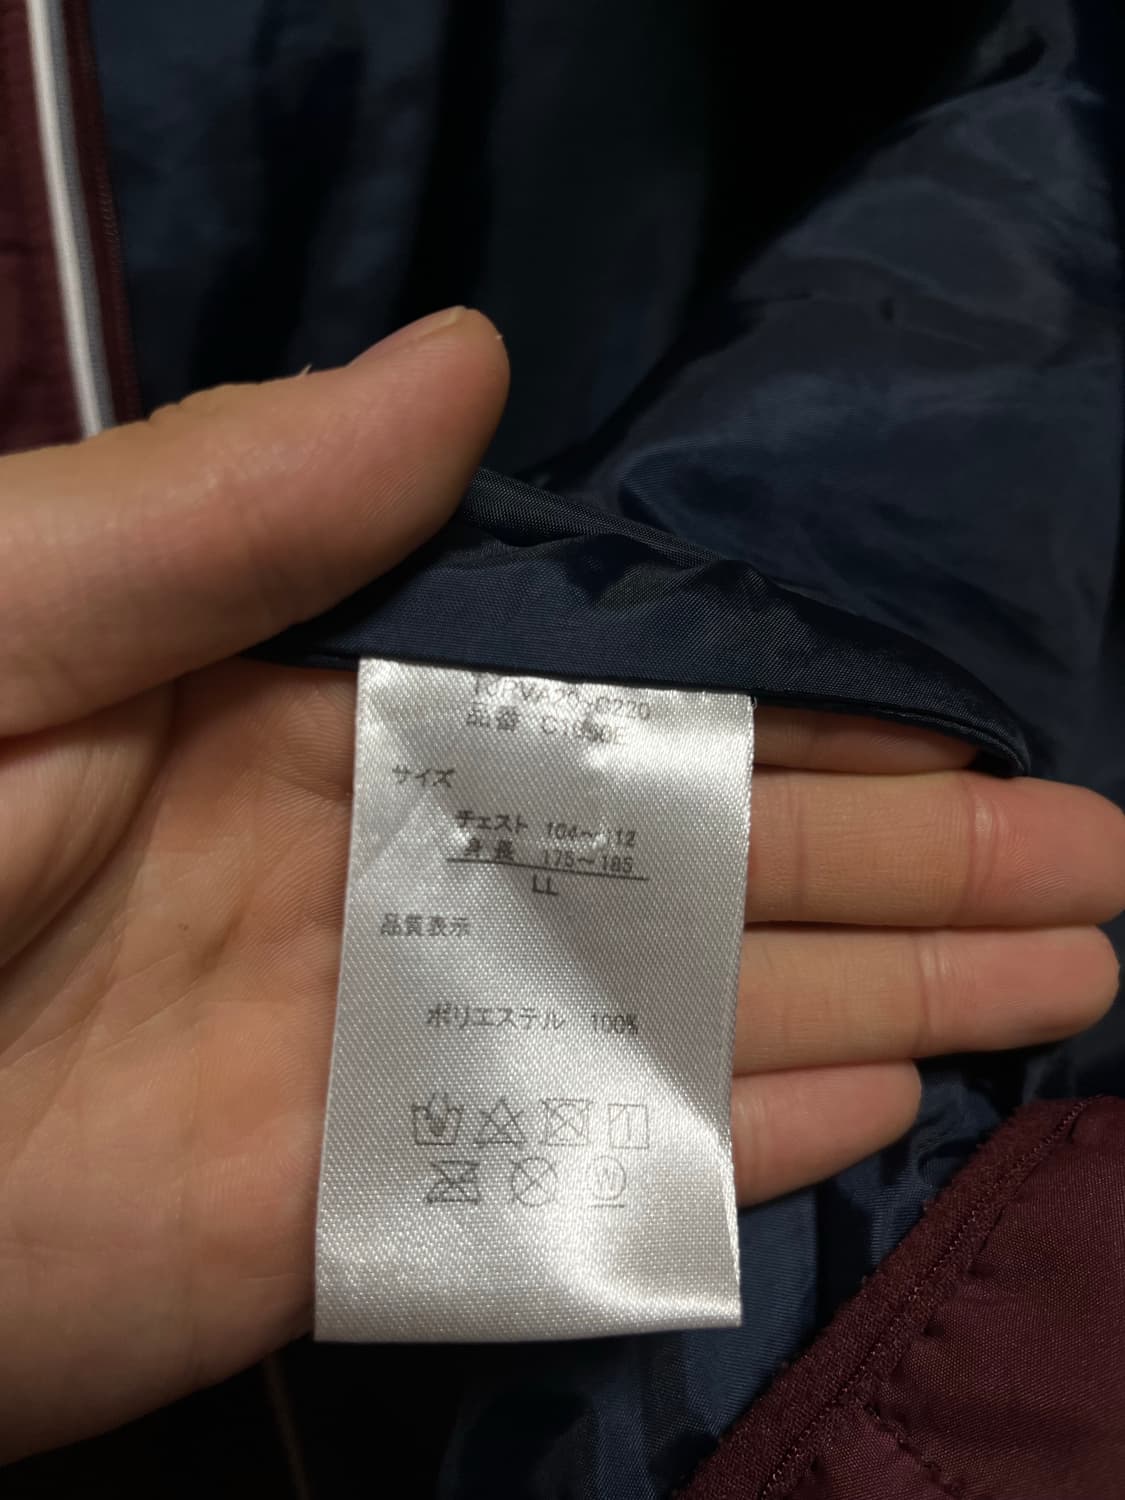 品番
サイズ
チェスト 104〜112
身長 175〜185
LL
品質表示
ポリエステル 100%